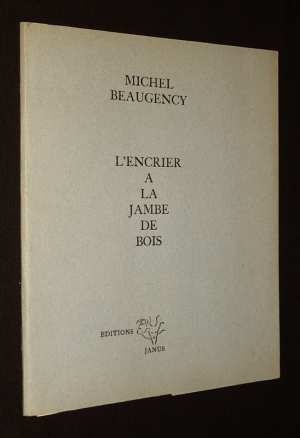 MICHEL
BEAUGENCY
L'ENCRIER
A
LA
JAMBE
DE
BOIS
EDITIONS
JANUS